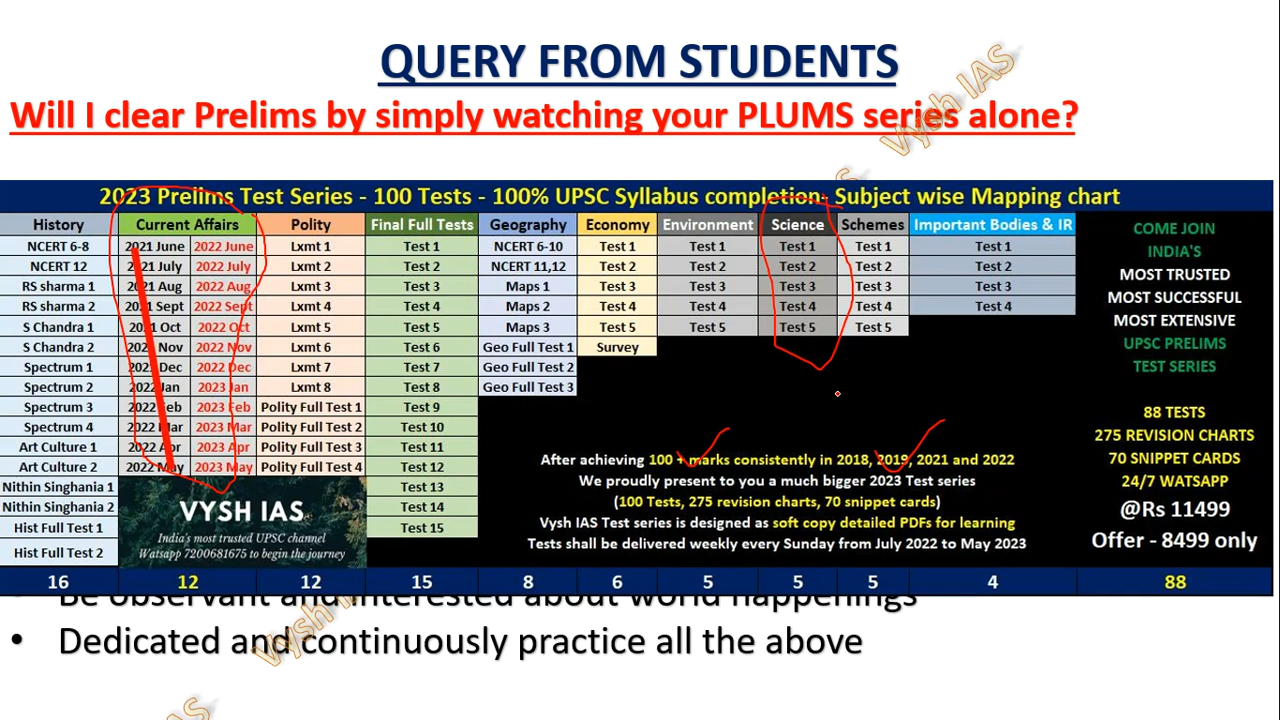 QUERY FROM STUDENTS
Will I clear Prelims by simply watching your PLUMS series alone?
Vysh IAS
2023 Prelims Test Series - 100 Tests - 100% UPSC Syllabus completion- Subject wise Mapping chart
History Current Affairs Polity Final Full Tests Geography Economy Environment Science Schemes Important Bodies & IR
NCERT 6-8 2021 June 2022 June Lxmt 1 Test 1 NCERT 6-10 Test 1 Test 1 Test 1 Test 1 Test 1
NCERT 12 2021 July 2022 July Lxmt 2 Test 2 NCERT 11,12 Test 2 Test 2 Test 2 Test 2 Test 2
RS sharma 1 2021 Aug 2022 Aug Lxmt 3 Test 3 Maps 1 Test 3 Test 3 Test 3 Test 3 Test 3
RS sharma 2 2021 Sept 2022 Sept Lxmt 4 Test 4 Maps 2 Test 4 Test 4 Test 4 Test 4 Test 4
S Chandra 1 2021 Oct 2022 Oct Lxmt 5 Test 5 Maps 3 Test 5 Test 5 Test 5 Test 5
S Chandra 2 2021 Nov 2022 Nov Lxmt 6 Test 6 Geo Full Test 1 Survey
Spectrum 1 2021 Dec 2022 Dec Lxmt 7 Test 7 Geo Full Test 2
Spectrum 2 2022 Jan 2023 Jan Lxmt 8 Test 8 Geo Full Test 3
Spectrum 3 2022 Feb 2023 Feb Polity Full Test 1 Test 9
Spectrum 4 2022 Mar 2023 Mar Polity Full Test 2 Test 10
Art Culture 1 2022 Apr 2023 Apr Polity Full Test 3 Test 11
Art Culture 2 2022 May 2023 May Polity Full Test 4 Test 12
Nithin Singhania 1 Test 13
Nithin Singhania 2 Test 14
Hist Full Test 1 Test 15
Hist Full Test 2
VYSH IAS
India's most trusted UPSC channel
Watsapp 7200681675 to begin the journey
After achieving 100 + marks consistently in 2018, 2019, 2021 and 2022
We proudly present to you a much bigger 2023 Test series
(100 Tests, 275 revision charts, 70 snippet cards)
Vysh IAS Test series is designed as soft copy detailed PDFs for learning
Tests shall be delivered weekly every Sunday from July 2022 to May 2023
COME JOIN
INDIA'S
MOST TRUSTED
MOST SUCCESSFUL
MOST EXTENSIVE
UPSC PRELIMS
TEST SERIES
88 TESTS
275 REVISION CHARTS
70 SNIPPET CARDS
24/7 WATSAPP
@Rs 11499
Offer - 8499 only
16 12 12 15 8 6 5 5 5 4 88
Be observant and interested about world happenings
• Dedicated and continuously practice all the above
Vysh
IAS